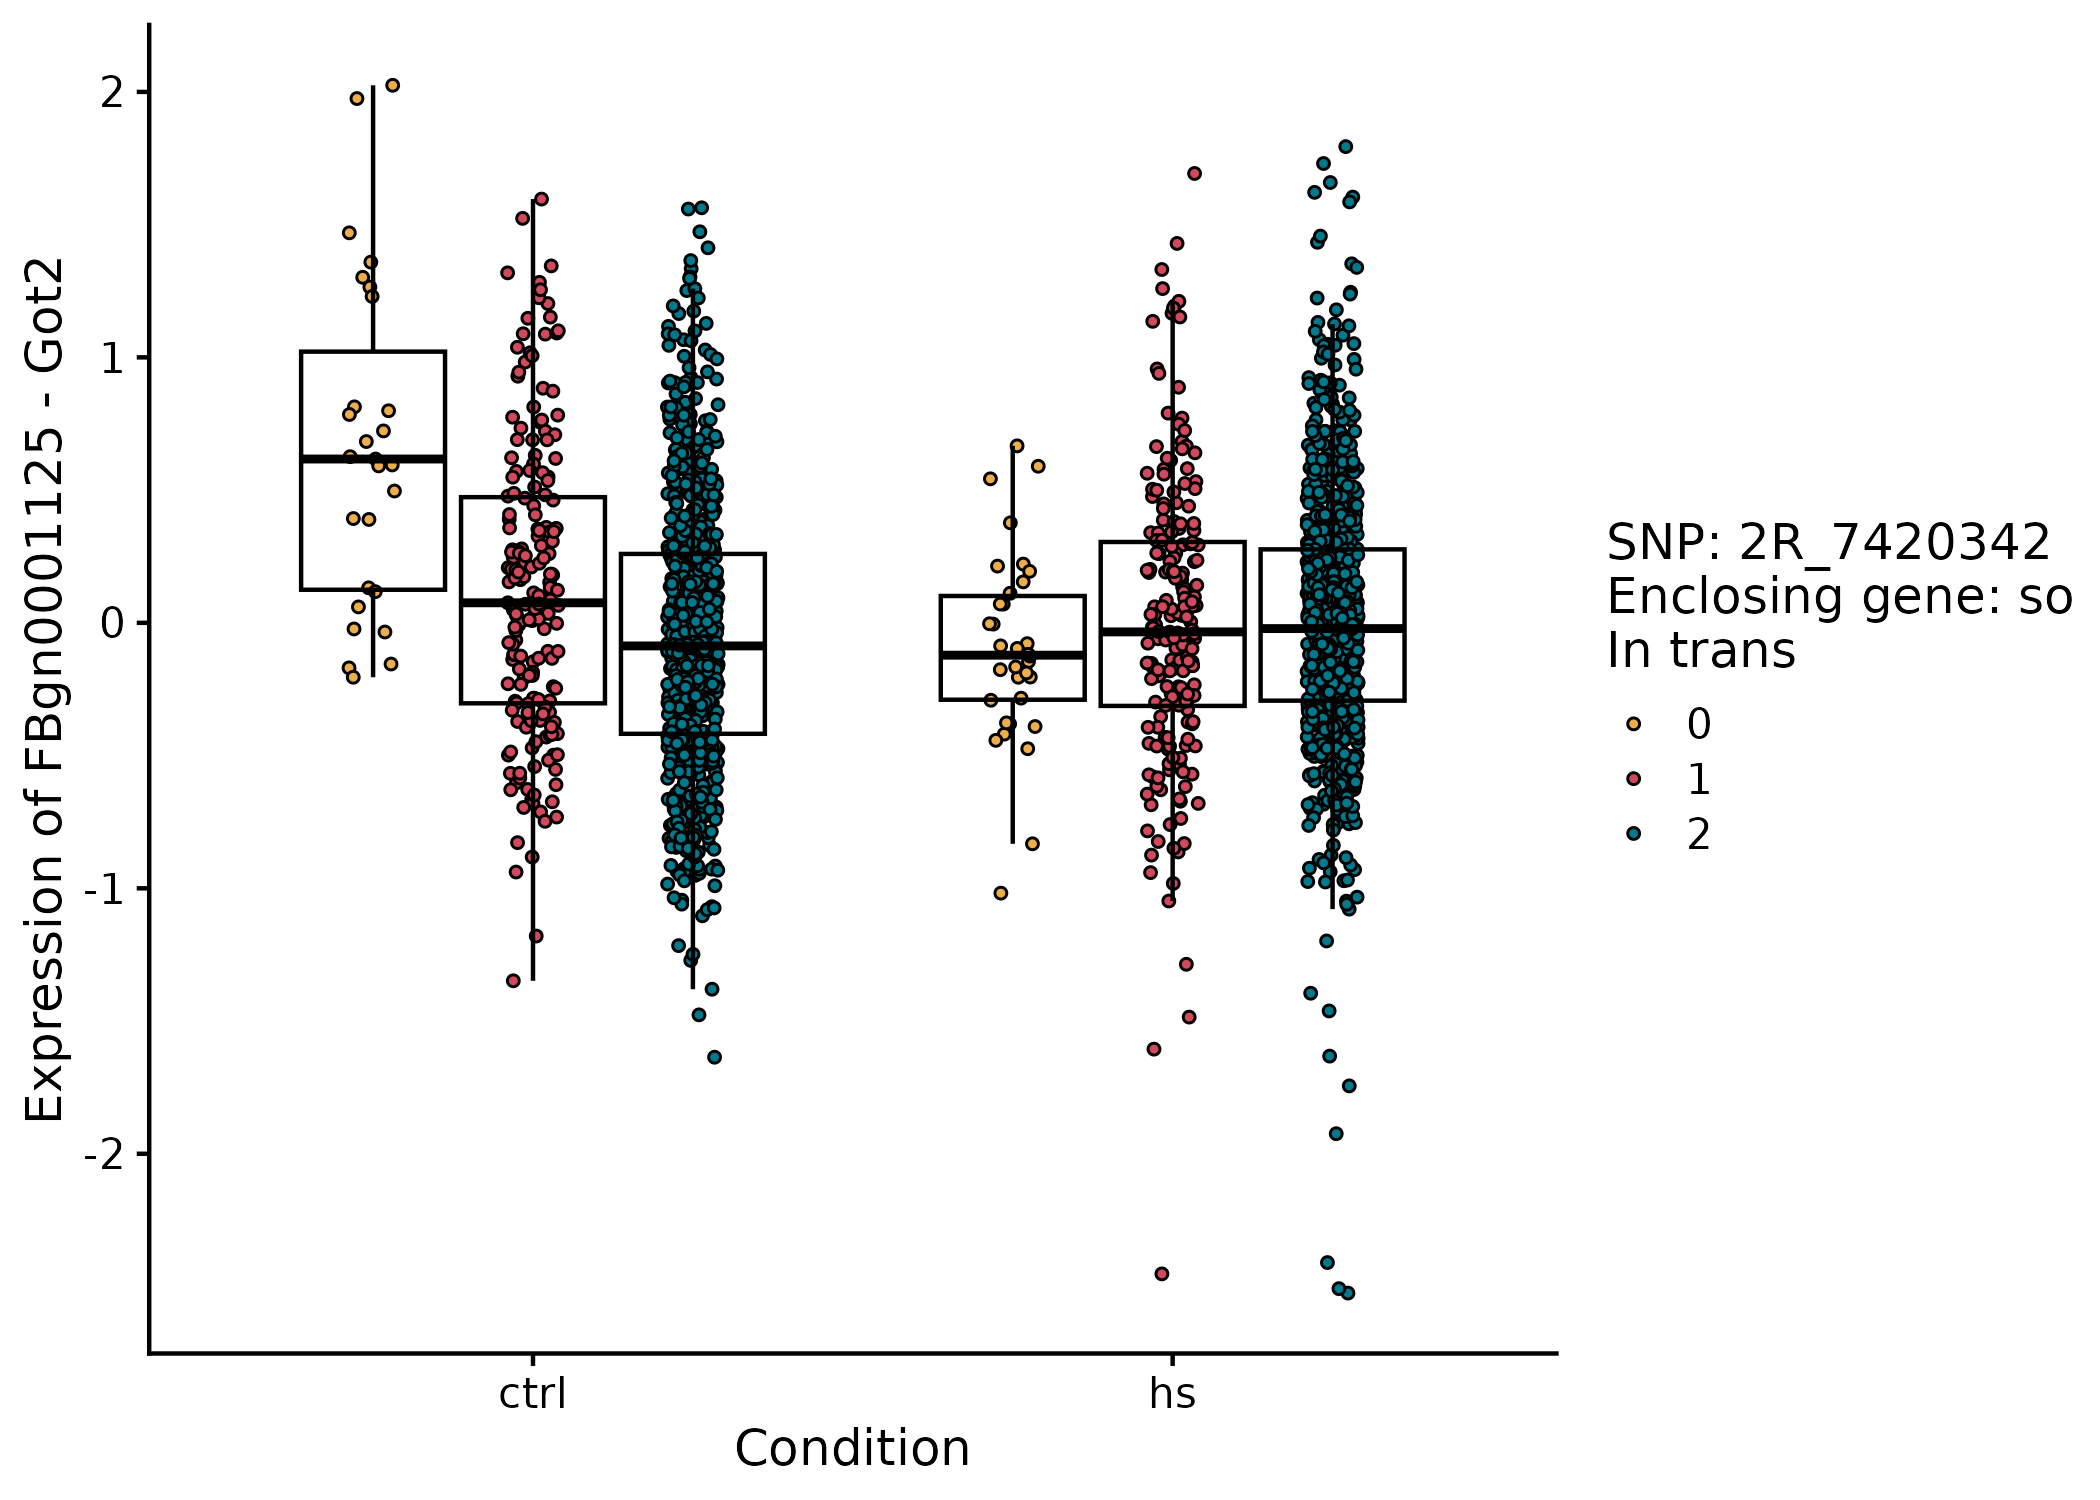 Expression of FBgn0001125 - Got2
2
1
0
-1
-2
ctrl
hs
Condition
SNP: 2R_7420342
Enclosing gene: so
In trans
0
1
2